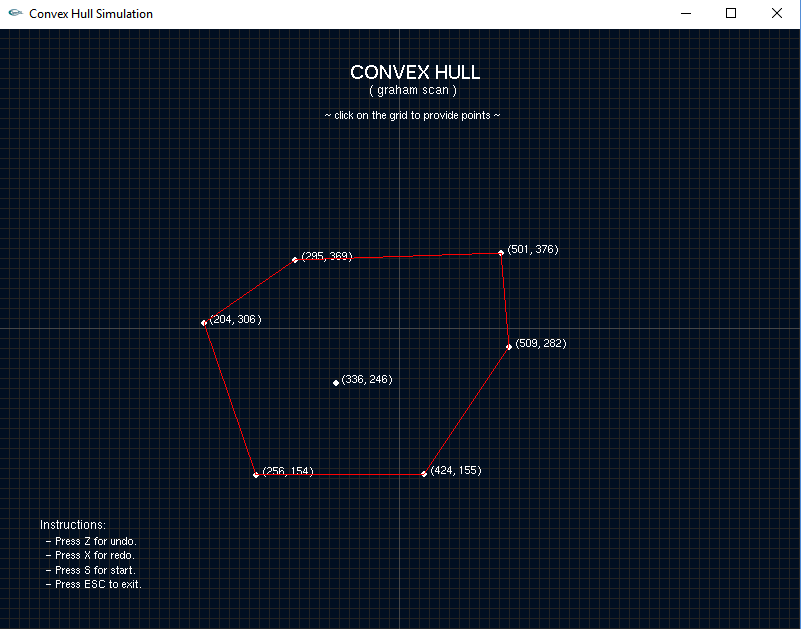 Convex Hull Simulation
CONVEX HULL
( graham scan )
~ click on the grid to provide points ~
(501, 376)
(295, 369)
(204, 306)
(509, 282)
(336, 246)
(256, 154)
(424, 155)
Instructions:
- Press Z for undo.
- Press X for redo.
- Press S for start.
- Press ESC to exit.